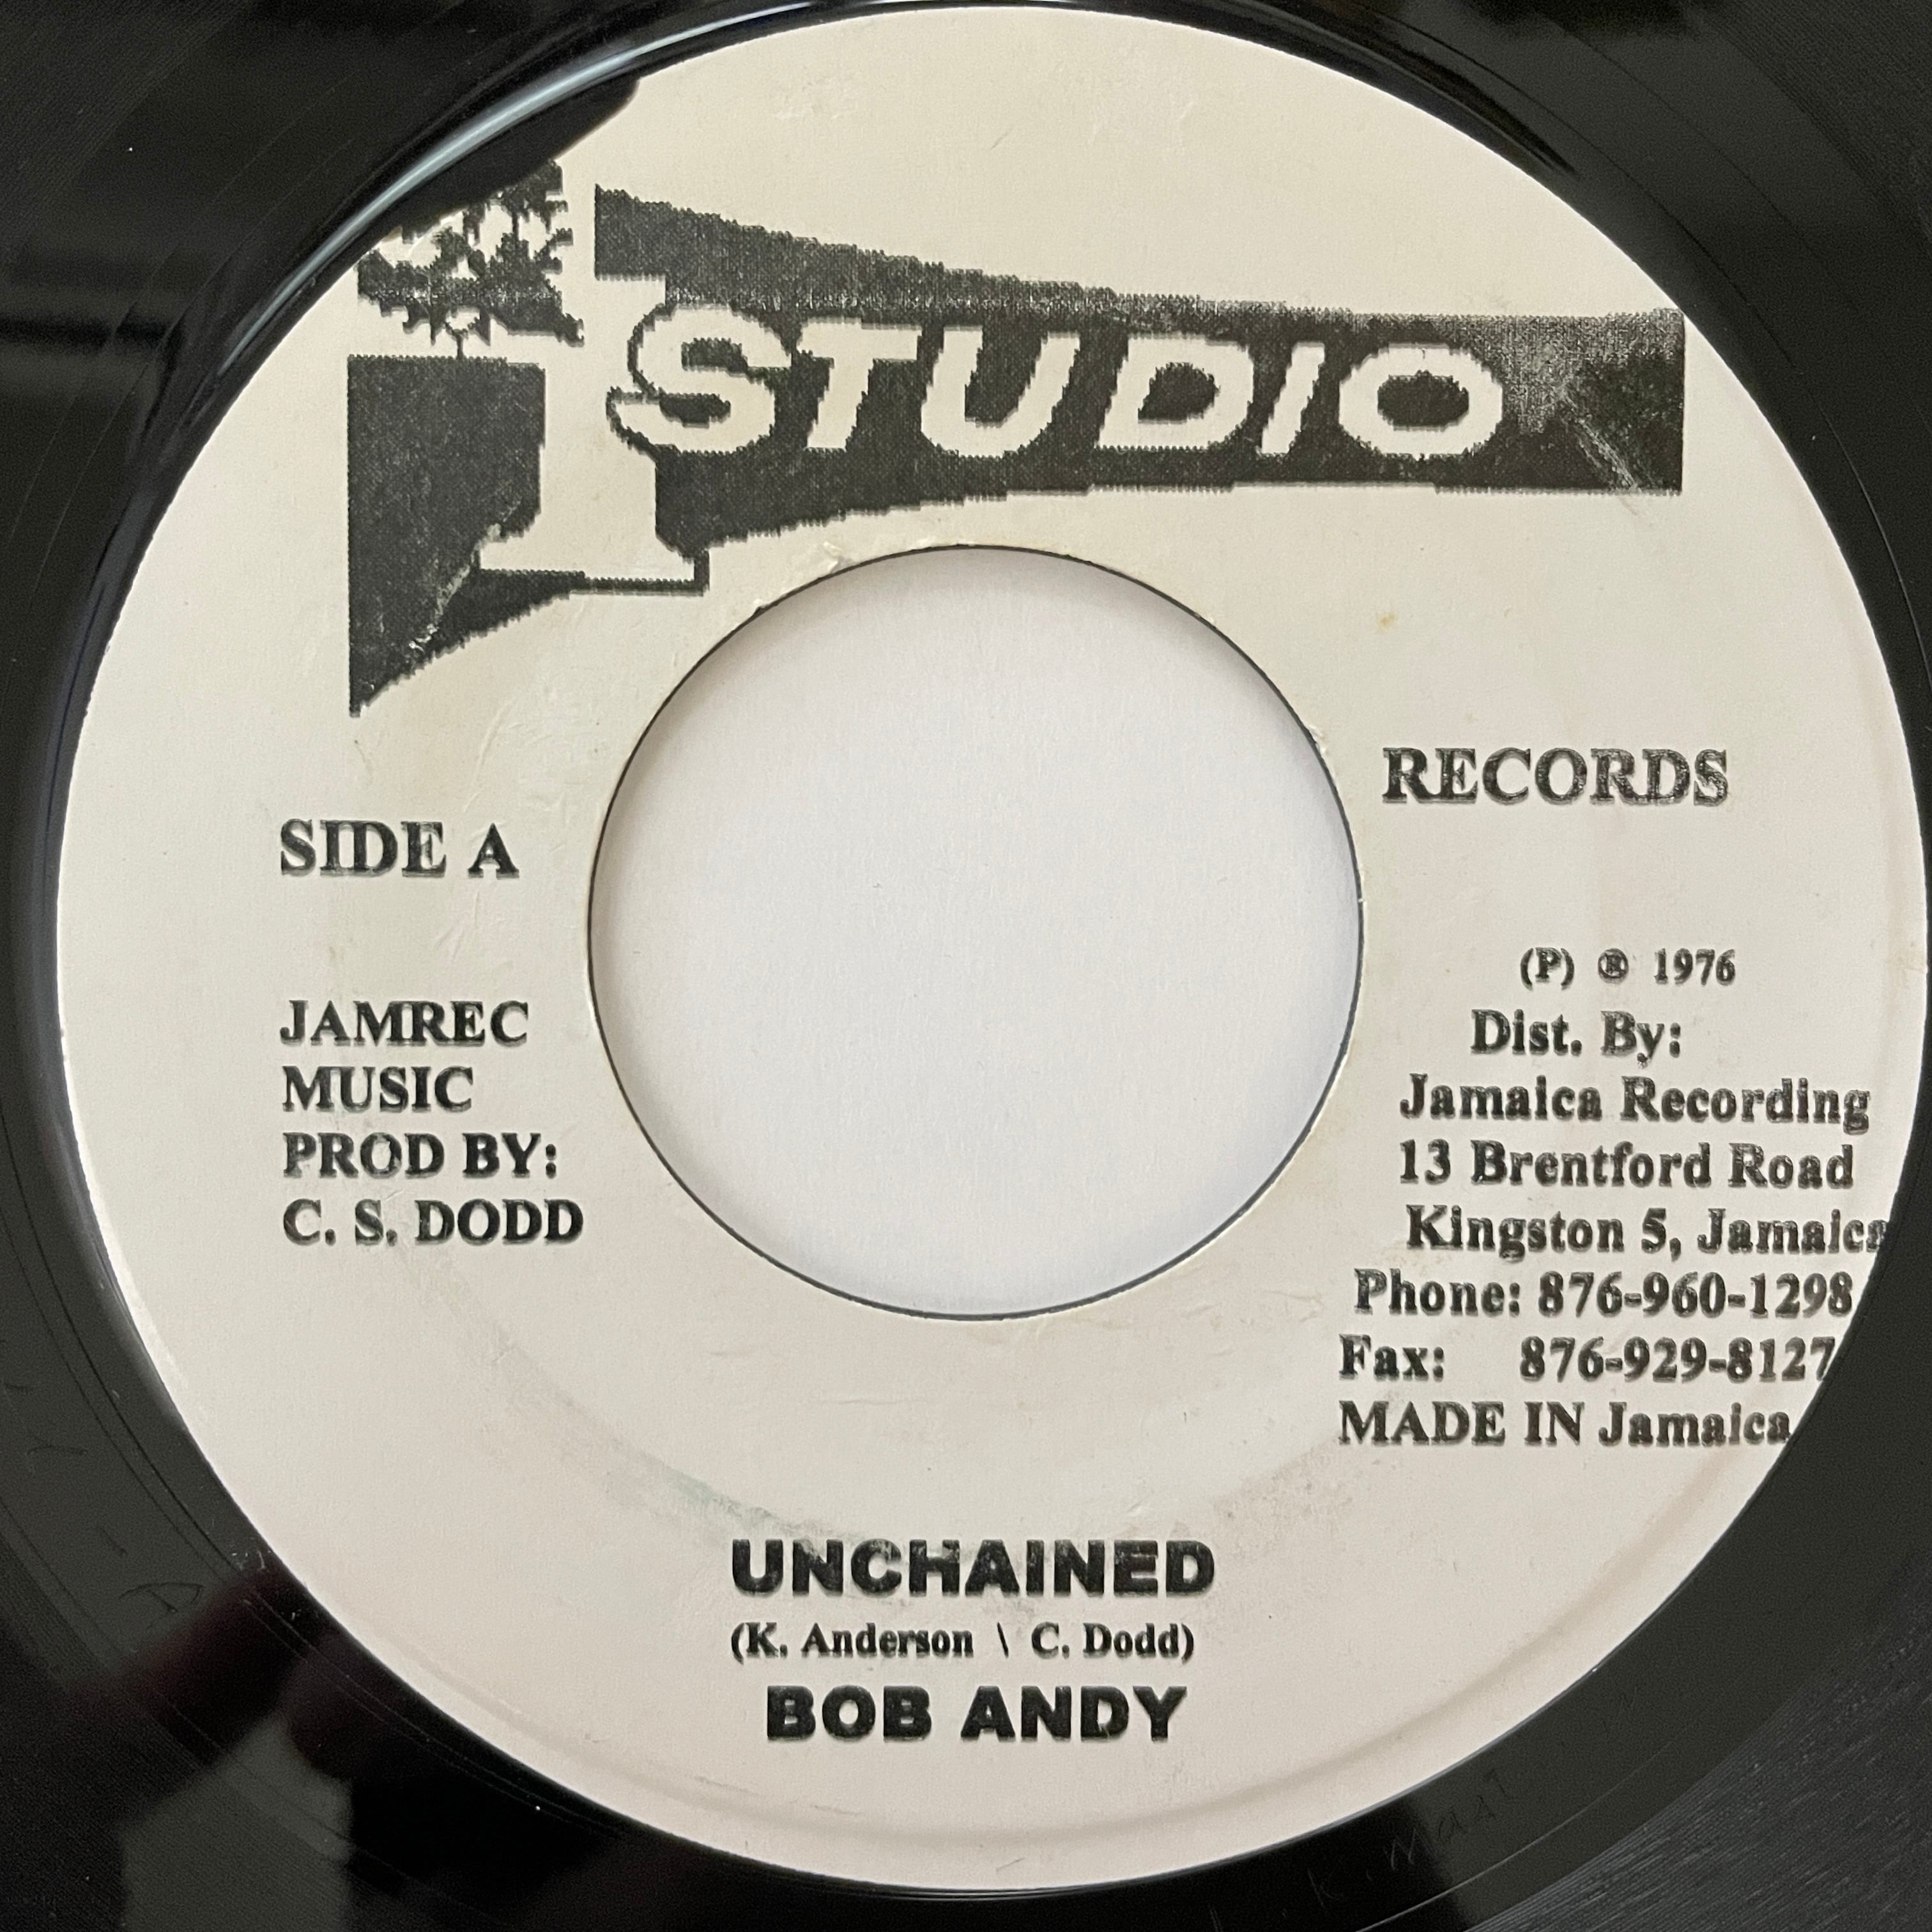 1 STUDIO
RECORDS
SIDE A
JAMREC
MUSIC
PROD BY:
C. S. DODD
(P) ® 1976
Dist. By:
Jamaica Recording
13 Brentford Road
Kingston 5, Jamaica
Phone: 876-960-1298
Fax: 876-929-8127
MADE IN Jamaica
UNCHAINED
(K. Anderson \ C. Dodd)
BOB ANDY